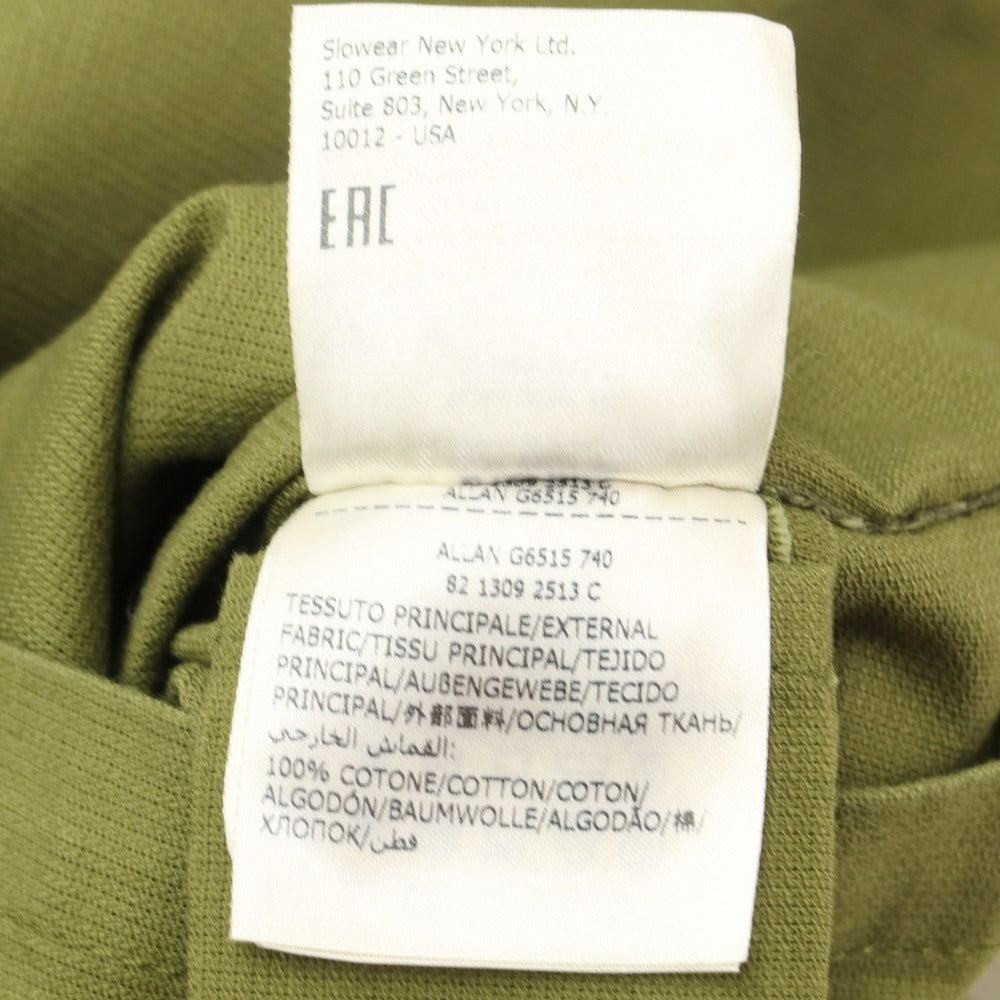 Slowear New York Ltd.
110 Green Street,
Suite 803, New York, N.Y.
10012 - USA
EAC
ALLAN G6515 740
ALLAN G6515 740
82 1309 2513 C
TESSUTO PRINCIPALE/EXTERNAL
FABRIC/TISSU PRINCIPAL/TEJIDO
PRINCIPAL/AUßENGEWEBE/TECIDO
PRINCIPAL/外部面料/ОСНОВНАЯ ТКАНЬ/
القماش الخارجي:
100% COTONE/COTTON/COTON/
ALGODÓN/BAUMWOLLE/ALGODÃO/棉/
ХЛОПОК/قطن